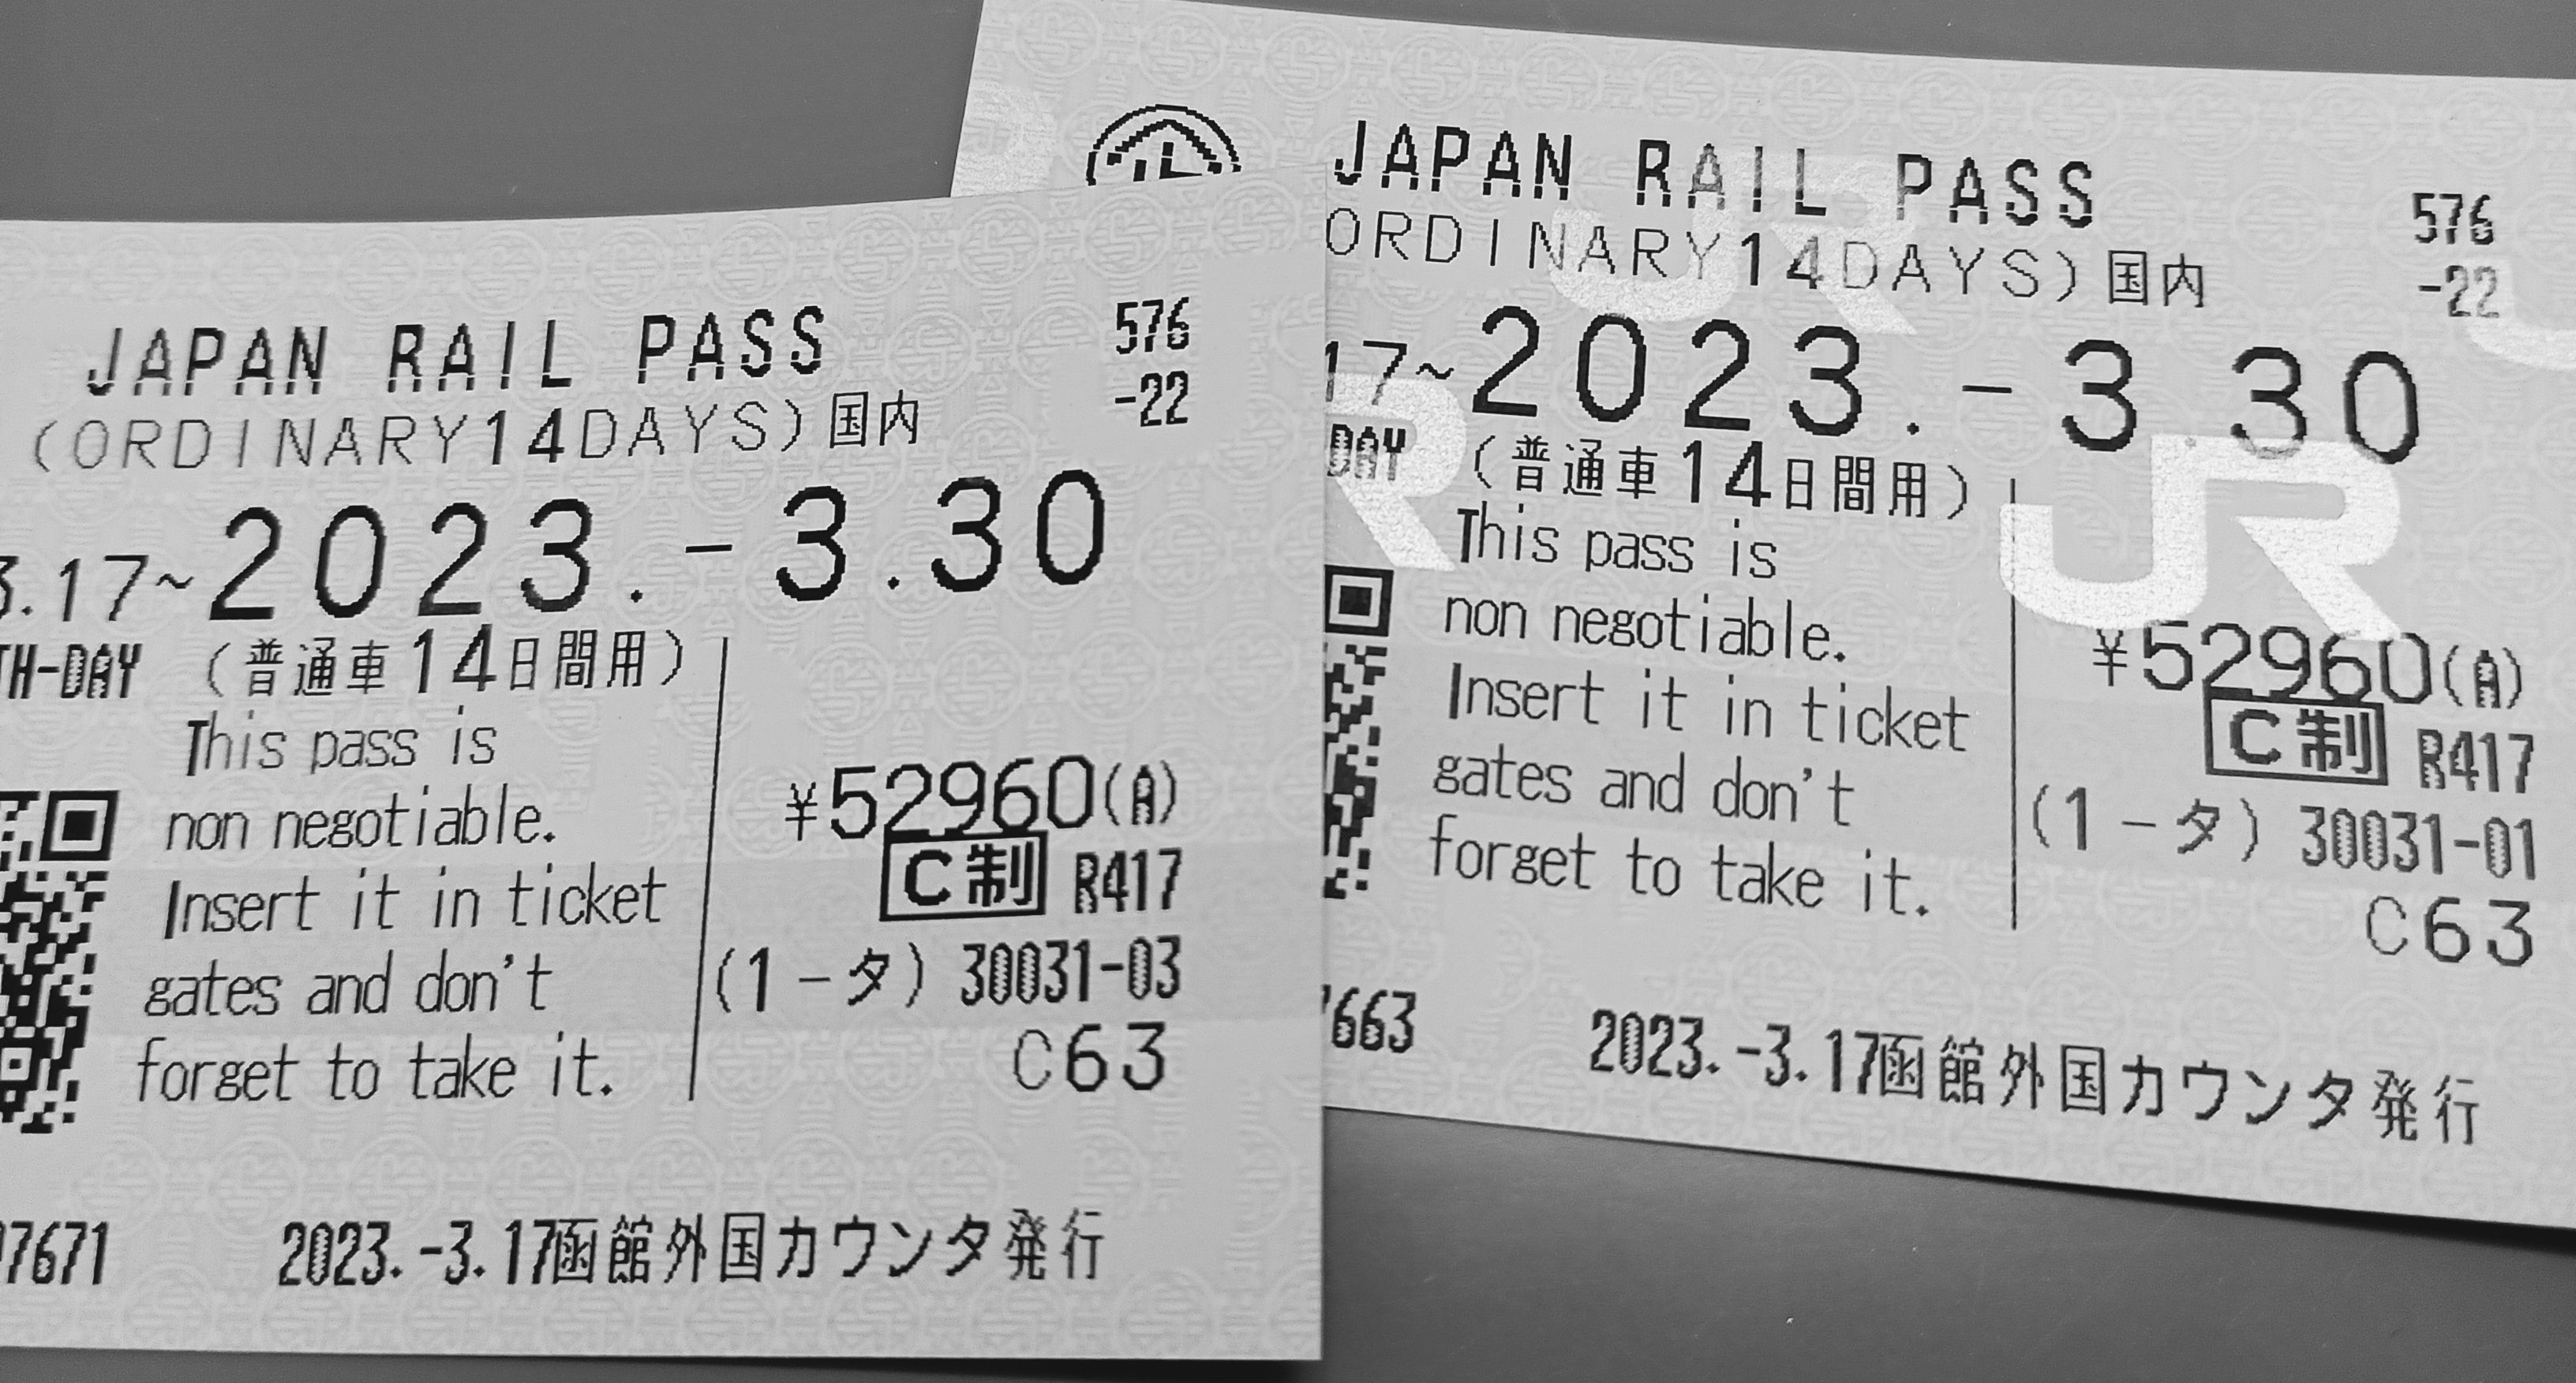 JAPAN RAIL PASS
576
(ORDINARY14DAYS)国内
-22
3.17~2023.-3.30
TH-DAY (普通車14日間用)
This pass is
non negotiable.
¥52960(A)
C制 R417
Insert it in ticket
gates and don't
(1-タ) 30031-03
forget to take it.
C63
97671 2023.-3.17函館外国カウンタ発行
JAPAN RAIL PASS
576
ORDINARY14DAYS)国内
-22
17~2023.-3.30
DAY (普通車14日間用)
This pass is
non negotiable.
JR
¥52960(A)
Insert it in ticket
C制 R417
gates and don't
(1-タ) 30031-01
forget to take it.
C63
7663 2023.-3.17函館外国カウンタ発行